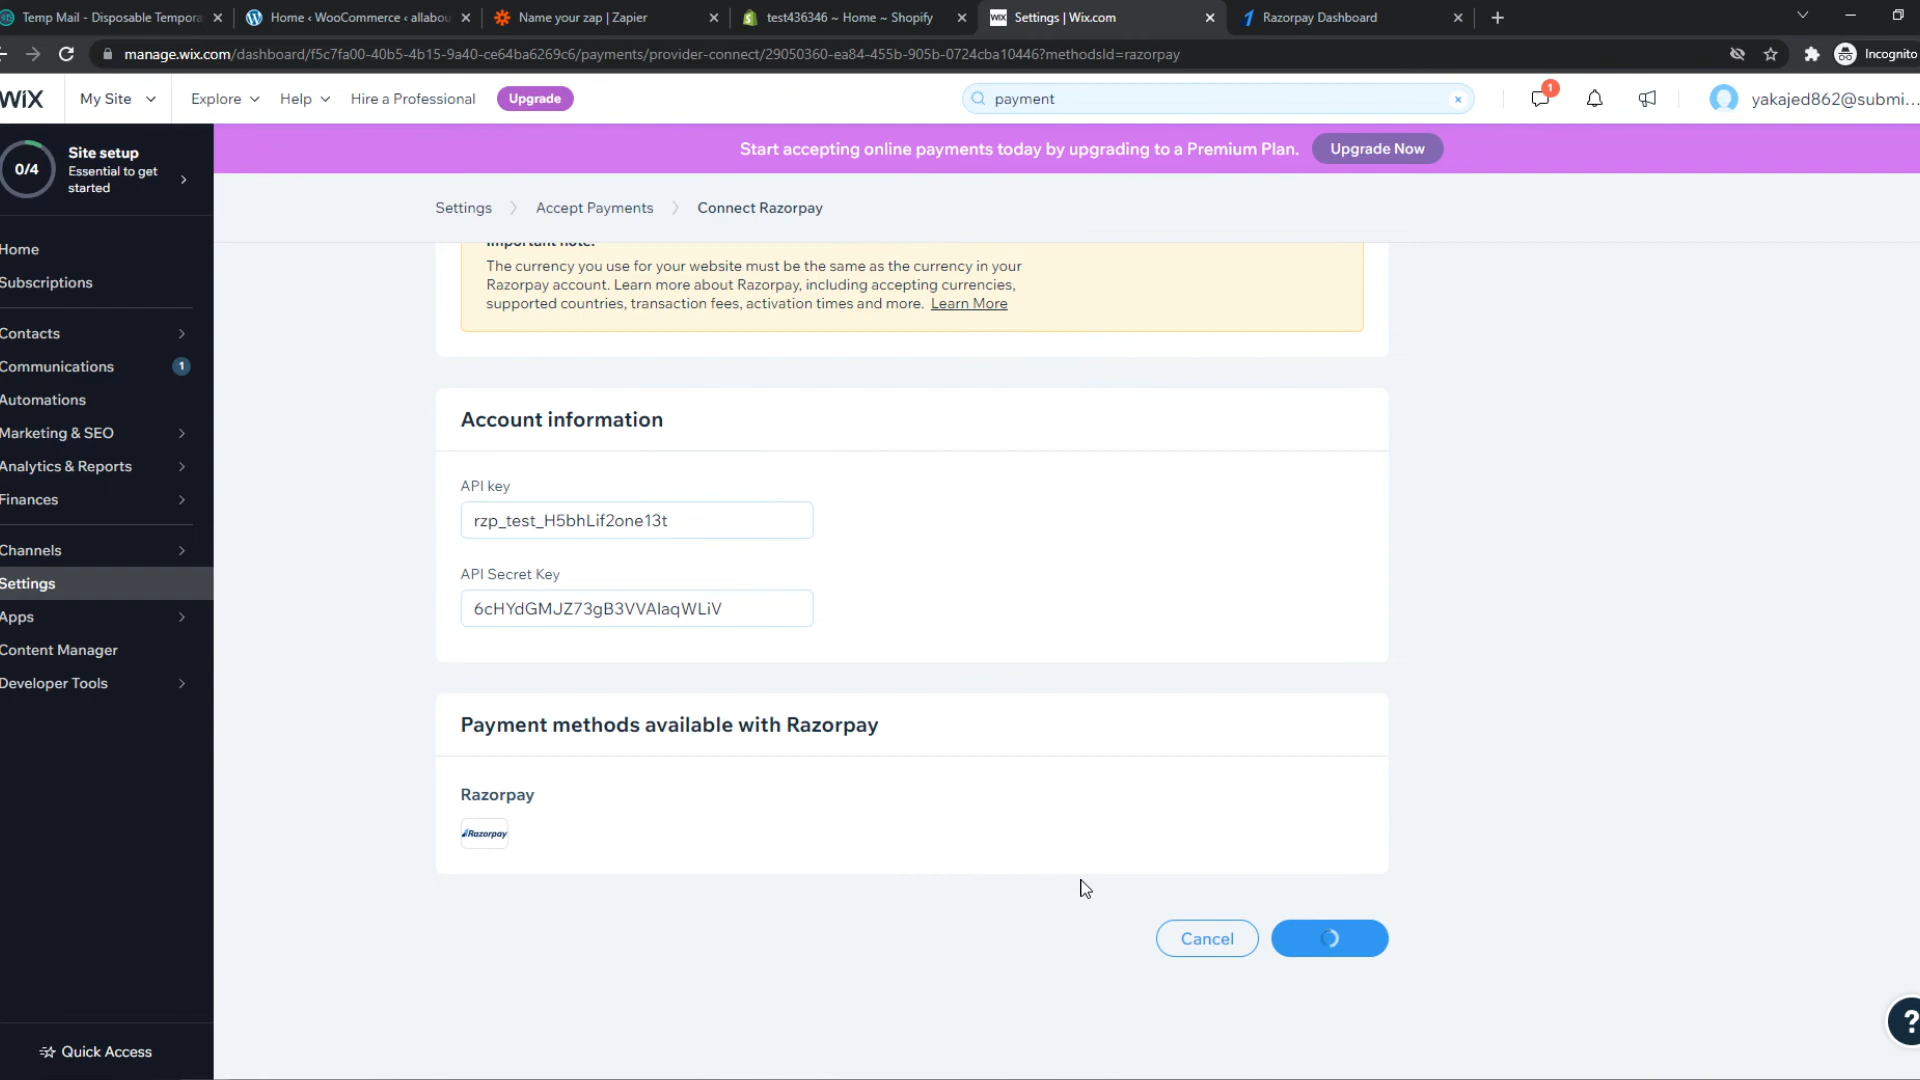 Temp Mail - Disposable Tempora
Home ‹ WooCommerce ‹ allabou
Name your zap | Zapier
test436346 ~ Home ~ Shopify
WIX Settings | Wix.com
Razorpay Dashboard
manage.wix.com/dashboard/f5c7fa00-40b5-4b15-9a40-ce64ba6269c6/payments/provider-connect/29050360-ea84-455b-905b-0724cba10446?methodsId=razorpay
Incognito
WIX
My Site
Explore
Help
Hire a Professional
Upgrade
payment
1
yakajed862@submi...
0/4
Site setup
Essential to get
started
Start accepting online payments today by upgrading to a Premium Plan.
Upgrade Now
Settings
Accept Payments
Connect Razorpay
Home
Subscriptions
Contacts
Communications
1
Automations
Marketing & SEO
Analytics & Reports
Finances
Channels
Settings
Apps
Content Manager
Developer Tools
Quick Access
Important note:
The currency you use for your website must be the same as the currency in your
Razorpay account. Learn more about Razorpay, including accepting currencies,
supported countries, transaction fees, activation times and more. Learn More
Account information
API key
rzp_test_H5bhLif2one13t
API Secret Key
6cHYdGMJZ73gB3VVAlaqWLiV
Payment methods available with Razorpay
Razorpay
Razorpay
Cancel
?